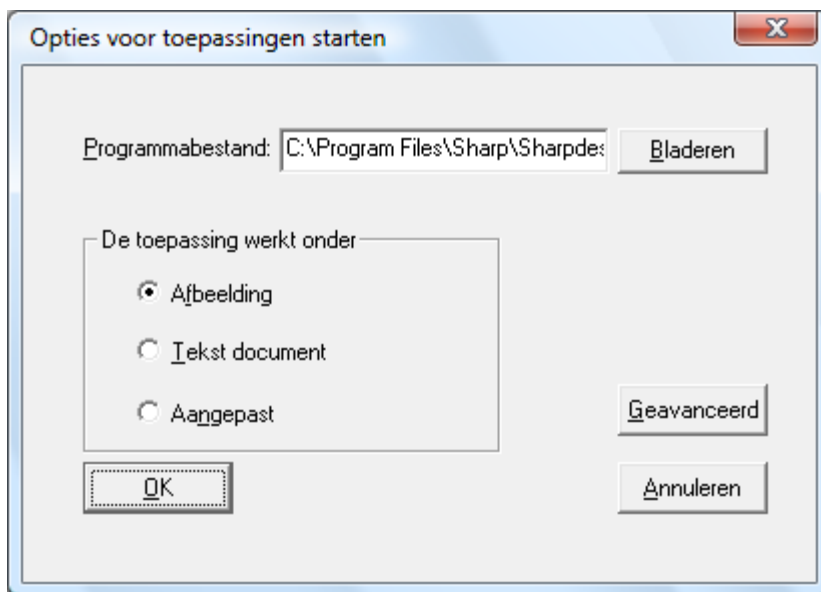 Opties voor toepassingen starten
Programmabestand: C:\Program Files\Sharp\Sharpdes Bladeren
De toepassing werkt onder
Afbeelding
Tekst document
Aangepast
Geavanceerd
OK Annuleren